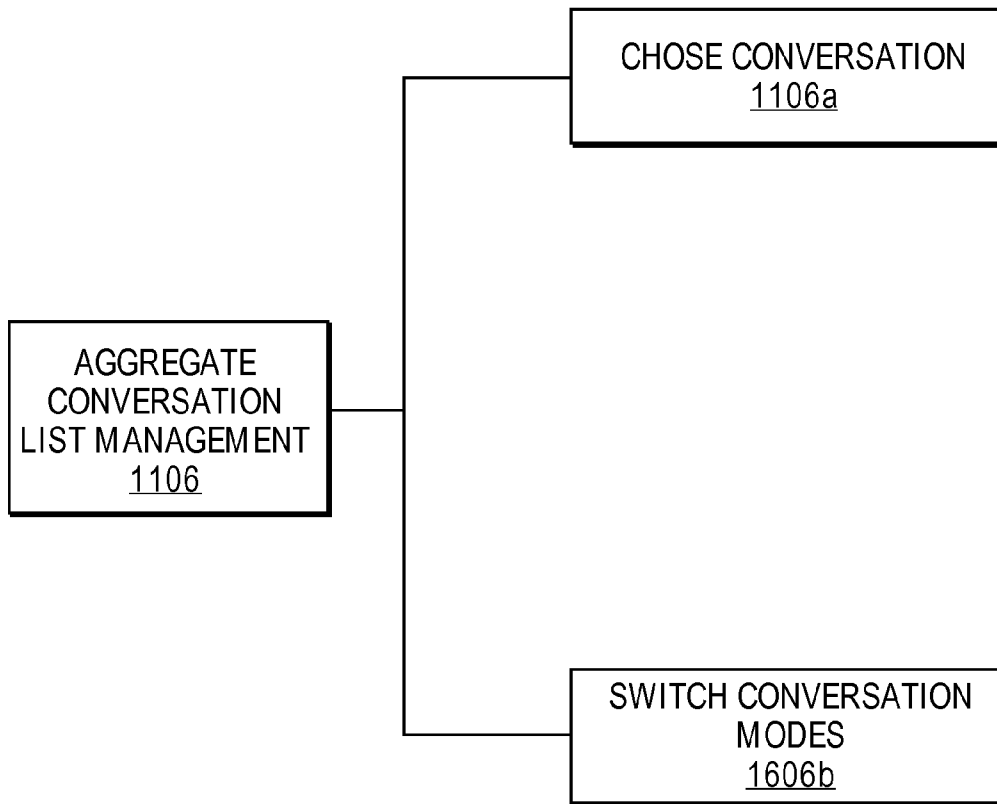 CHOSE CONVERSATION
1106a
AGGREGATE
CONVERSATION
LIST MANAGEMENT
1106
SWITCH CONVERSATION
MODES
1606b